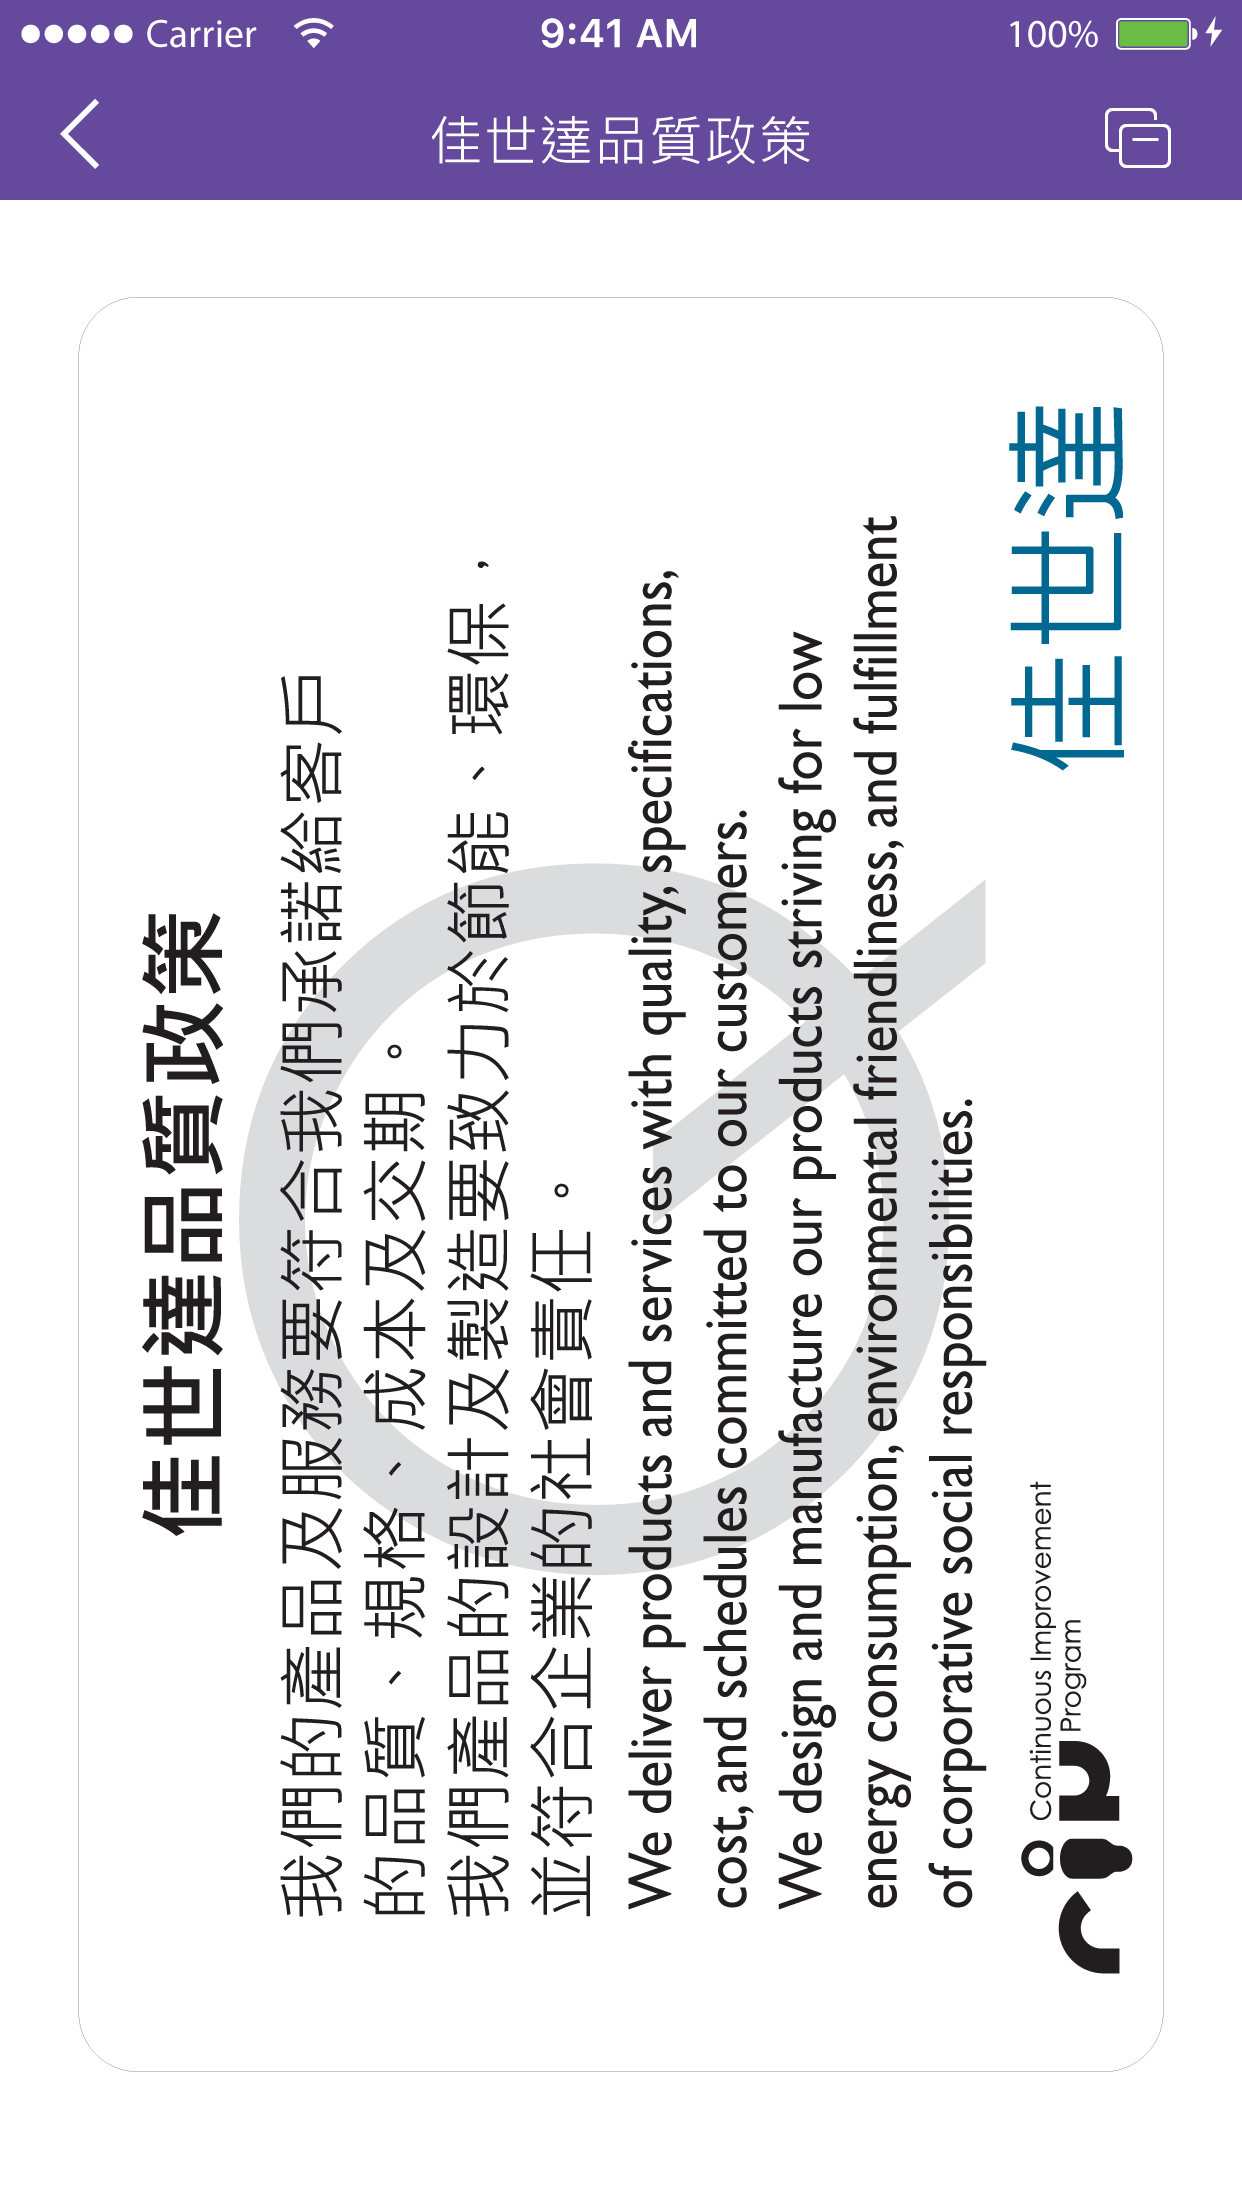 Carrier 9:41 AM 100%
佳世達品質政策
佳世達品質政策
我們的產品及服務要符合我們承諾給客戶
的品質、規格、成本及交期。
我們產品的設計及製造要致力於節能、環保，
並符合企業的社會責任。
We deliver products and services with quality, specifications,
cost, and schedules committed to our customers.
We design and manufacture our products striving for low
energy consumption, environmental friendliness, and fulfillment
of corporative social responsibilities.
Continuous Improvement
Program
佳世達